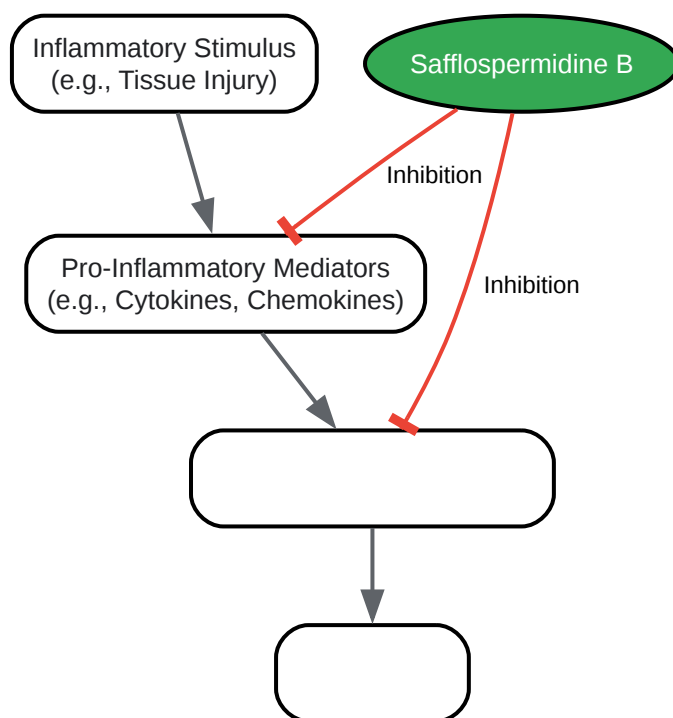 Inflammatory Stimulus
(e.g., Tissue Injury)
Safflospermidine B
Inhibition
Pro-Inflammatory Mediators
(e.g., Cytokines, Chemokines)
Inhibition